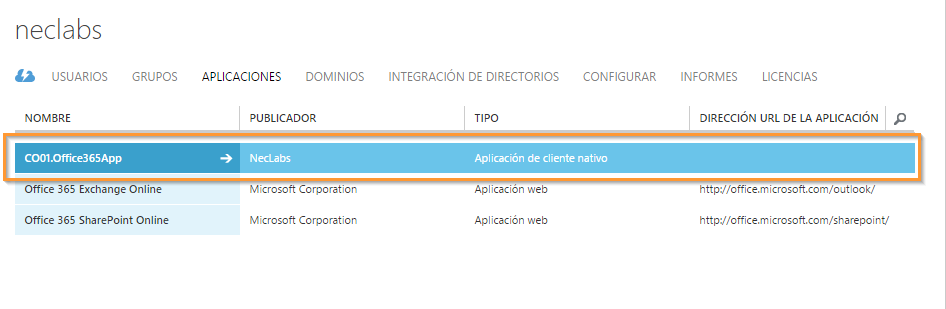 neclabs
USUARIOS GRUPOS APLICACIONES DOMINIOS INTEGRACIÓN DE DIRECTORIOS CONFIGURAR INFORMES LICENCIAS
NOMBRE PUBLICADOR TIPO DIRECCIÓN URL DE LA APLICACIÓN
CO01.Office365App → NecLabs Aplicación de cliente nativo
Office 365 Exchange Online Microsoft Corporation Aplicación web http://office.microsoft.com/outlook/
Office 365 SharePoint Online Microsoft Corporation Aplicación web http://office.microsoft.com/sharepoint/